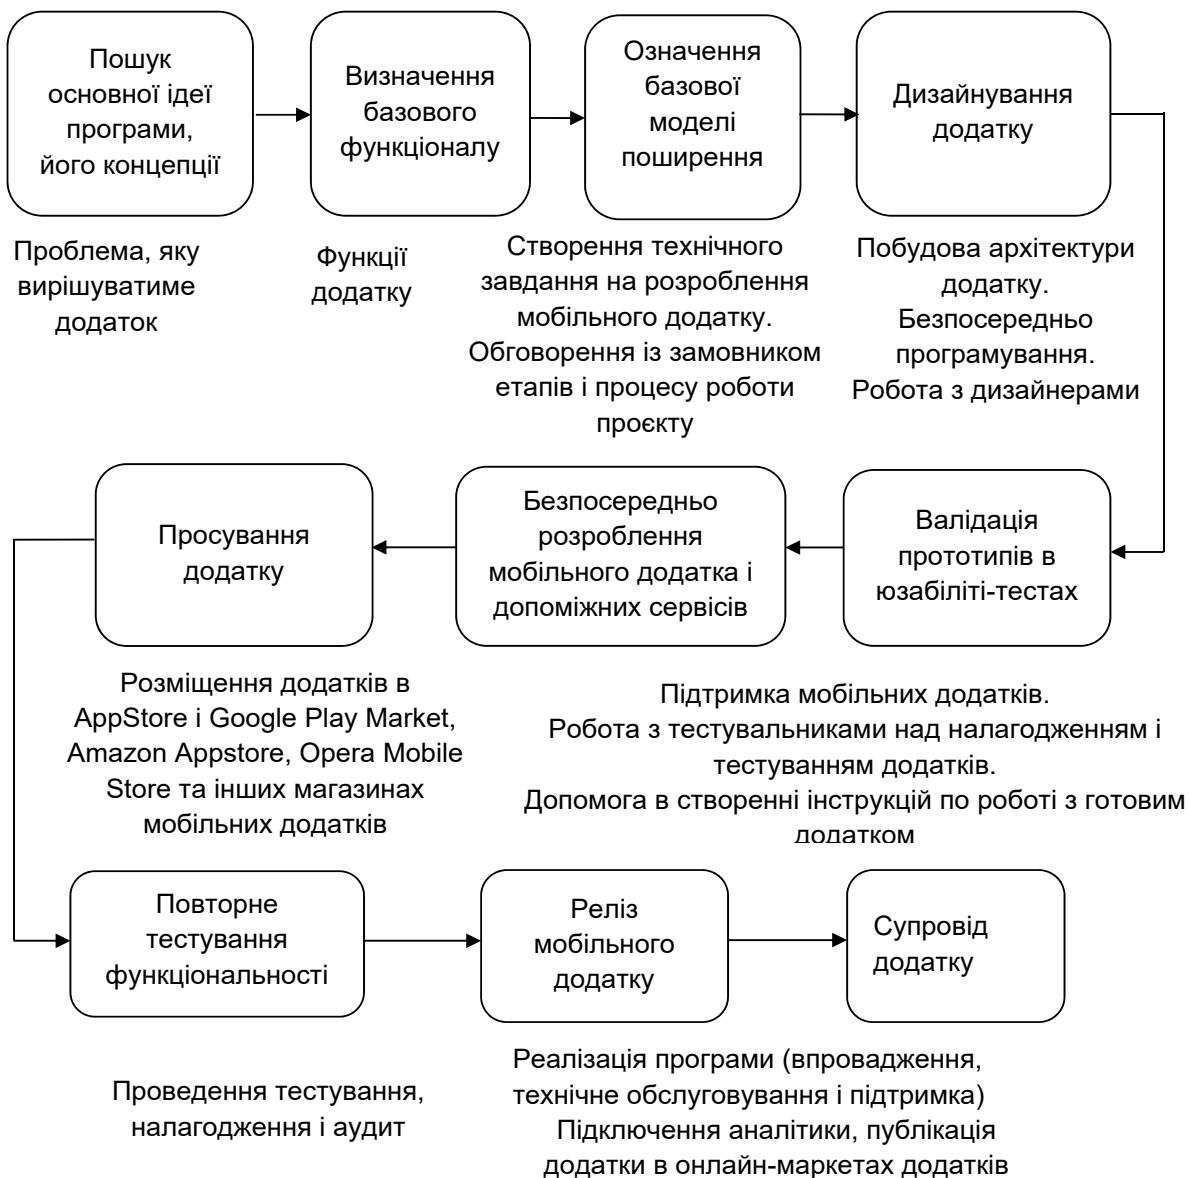 Пошук
основної ідеї
програми,
його концепції
Визначення
базового
функціоналу
Означення
базової
моделі
поширення
Дизайнування
додатку
Проблема, яку
вирішуватиме
додаток
Функції
додатку
Створення технічного
завдання на розроблення
мобільного додатку.
Обговорення із замовником
етапів і процесу роботи
проєкту
Побудова архітектури
додатку.
Безпосередньо
програмування.
Робота з дизайнерами
Просування
додатку
Безпосередньо
розроблення
мобільного додатка і
допоміжних сервісів
Валідація
прототипів в
юзабіліті-тестах
Розміщення додатків в
AppStore і Google Play Market,
Amazon Appstore, Opera Mobile
Store та інших магазинах
мобільних додатків
Підтримка мобільних додатків.
Робота з тестувальниками над налагодженням і
тестуванням додатків.
Допомога в створенні інструкцій по роботі з готовим
додатком
Повторне
тестування
функціональності
Реліз
мобільного
додатку
Супровід
додатку
Проведення тестування,
налагодження і аудит
Реалізація програми (впровадження,
технічне обслуговування і підтримка)
Підключення аналітики, публікація
додатки в онлайн-маркетах додатків